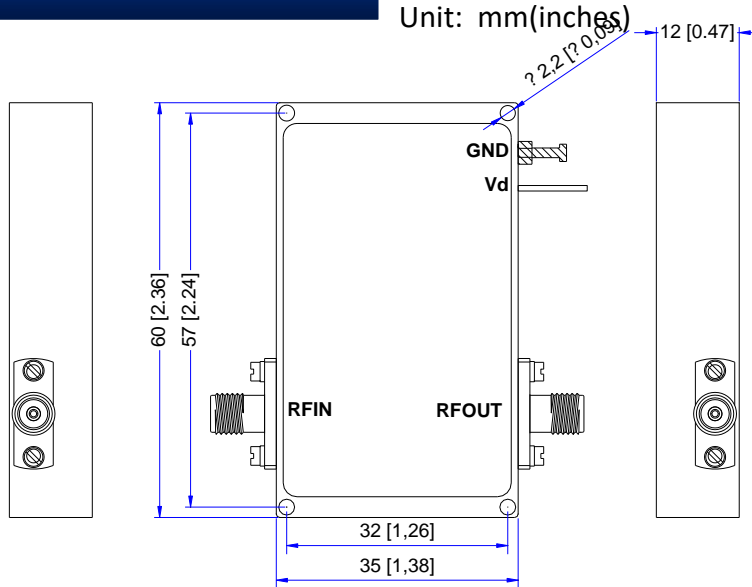 Unit: mm(inches)
? 2,2 [? 0,09]
12 [0.47]
GND
Vd
60 [2.36]
57 [2.24]
RFIN
RFOUT
32 [1,26]
35 [1,38]